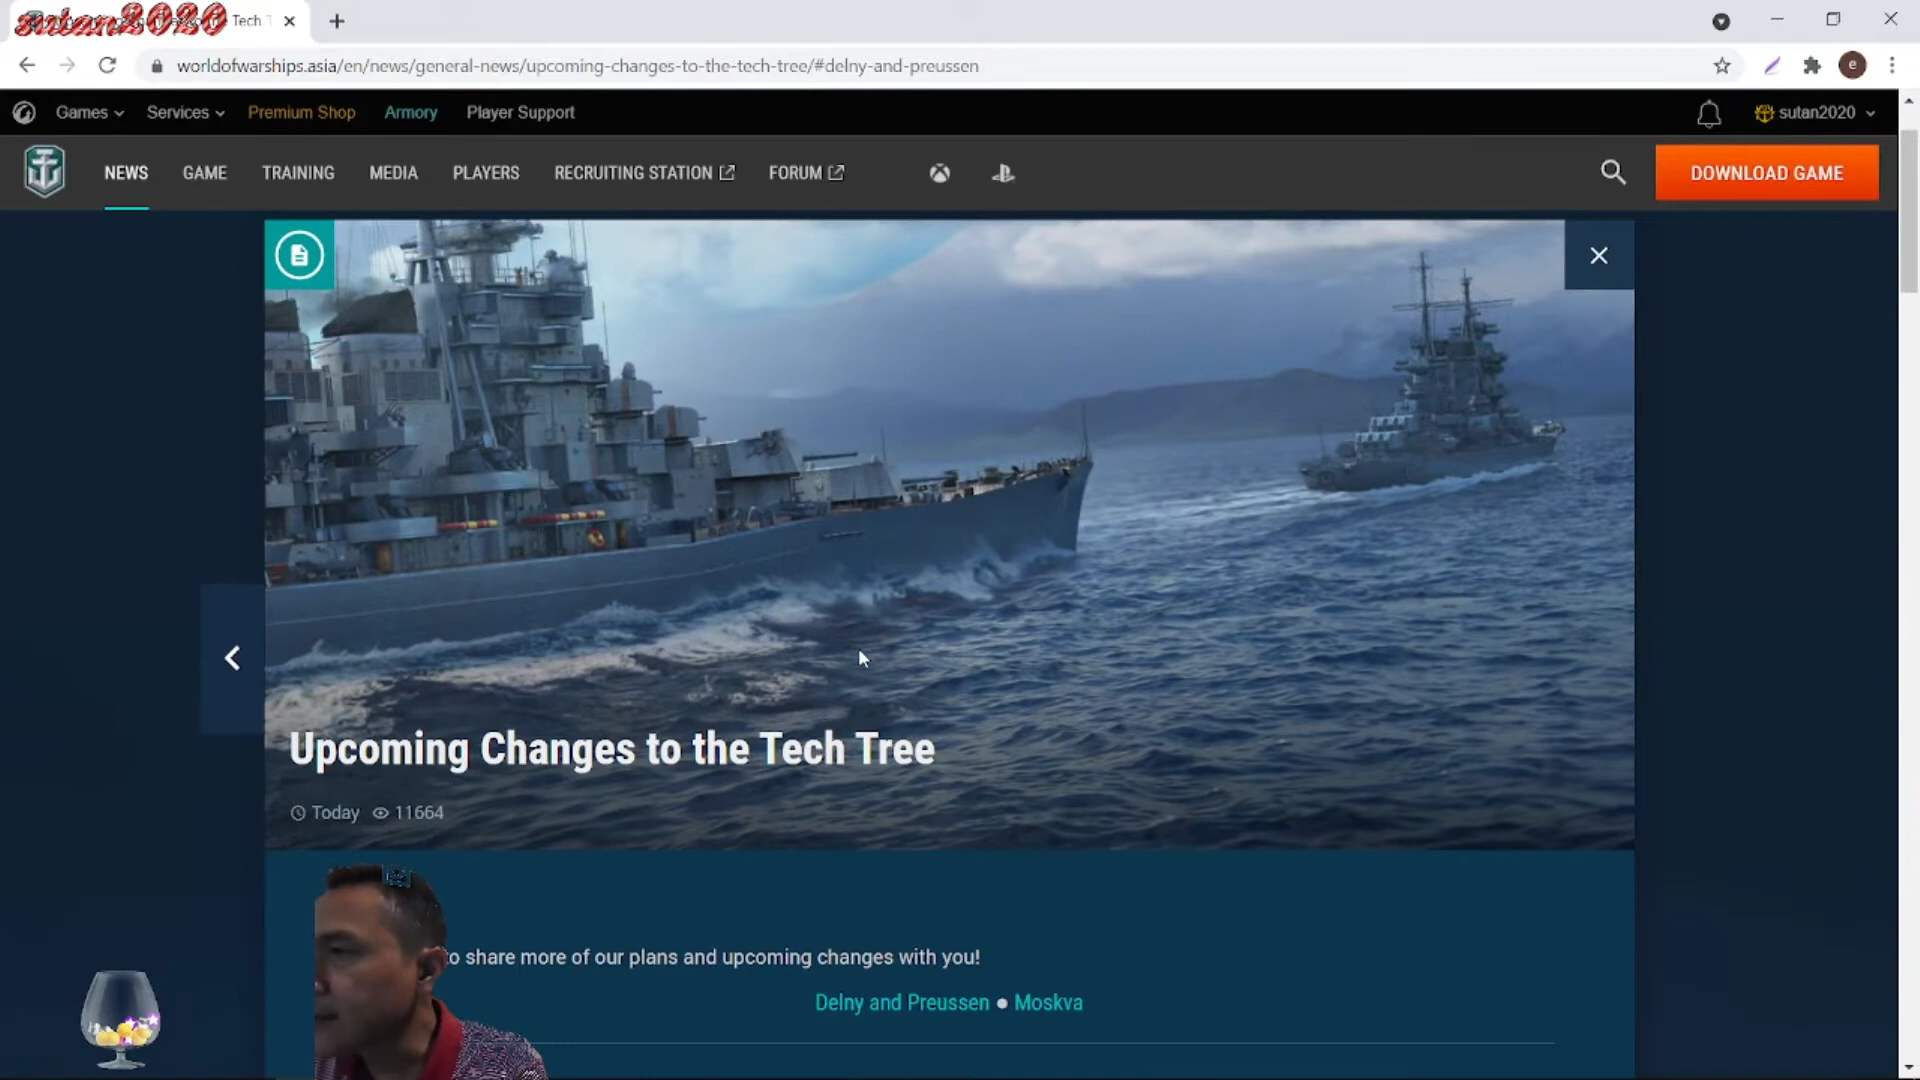 sutan2020
Tech T
worldofwarships.asia/en/news/general-news/upcoming-changes-to-the-tech-tree/#delny-and-preussen
e
Games
Services
Premium Shop
Armory
Player Support
sutan2020
NEWS
GAME
TRAINING
MEDIA
PLAYERS
RECRUITING STATION
FORUM
DOWNLOAD GAME
Upcoming Changes to the Tech Tree
Today
11664
to share more of our plans and upcoming changes with you!
Delny and Preussen ● Moskva